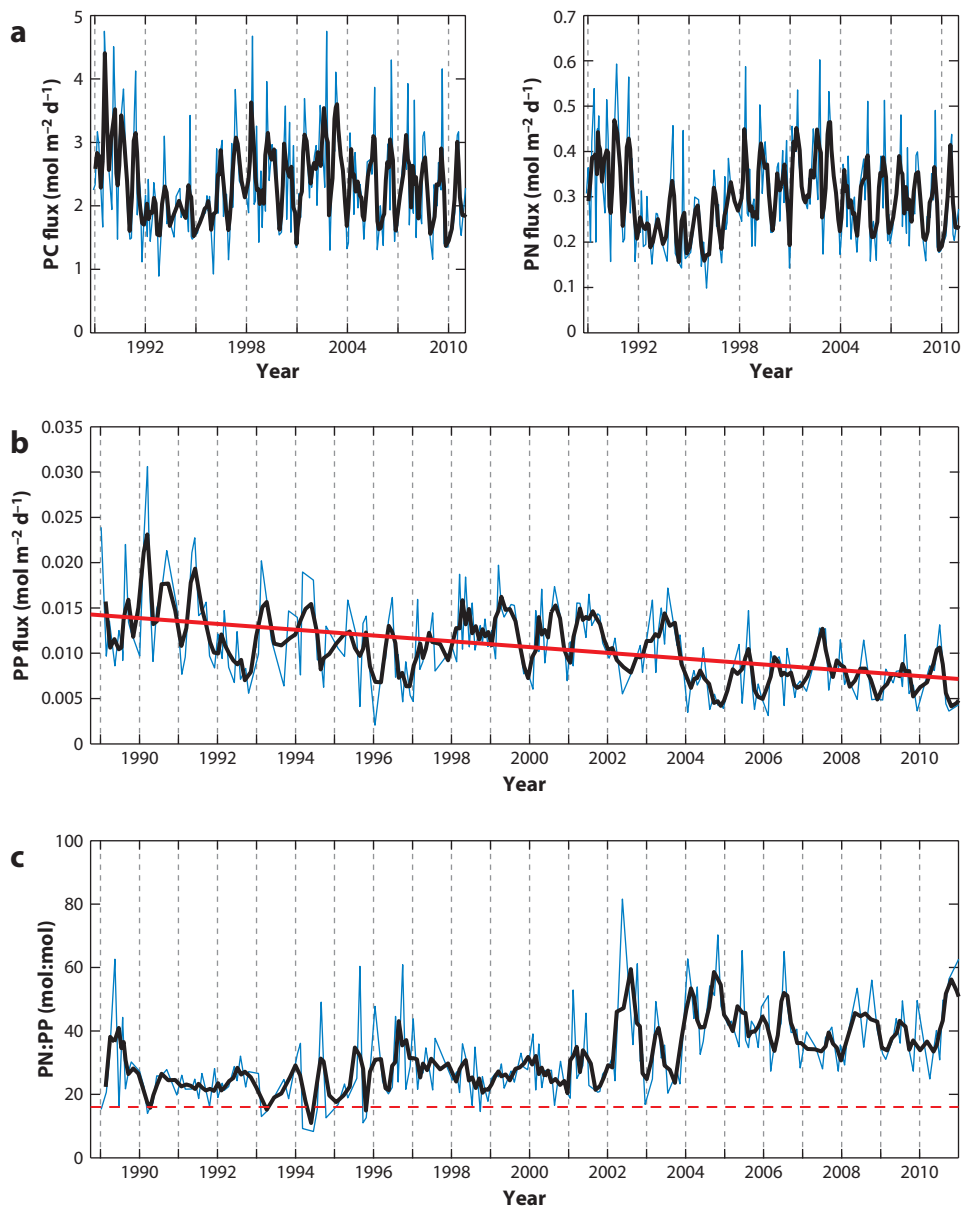 a
PC flux (mol m⁻² d⁻¹)
5
4
3
2
1
0
1992 1998 2004 2010
Year
PN flux (mol m⁻² d⁻¹)
0.7
0.6
0.5
0.4
0.3
0.2
0.1
0
1992 1998 2004 2010
Year
b
PP flux (mol m⁻² d⁻¹)
0.035
0.030
0.025
0.020
0.015
0.010
0.005
0
1990 1992 1994 1996 1998 2000 2002 2004 2006 2008 2010
Year
c
PN:PP (mol:mol)
100
80
60
40
20
0
1990 1992 1994 1996 1998 2000 2002 2004 2006 2008 2010
Year